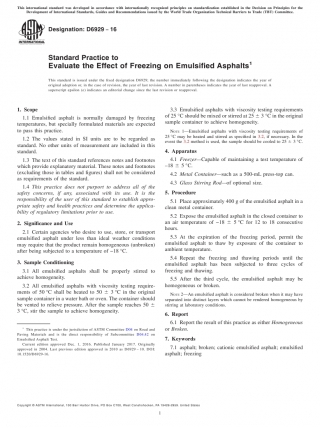 This international standard was developed in accordance with internationally recognized principles on standardization established in the Decision on Principles for the
Development of International Standards, Guides and Recommendations issued by the World Trade Organization Technical Barriers to Trade (TBT) Committee.
Designation: D6929 − 16
Standard Practice to
Evaluate the Effect of Freezing on Emulsified Asphalts1
This standard is issued under the fixed designation D6929; the number immediately following the designation indicates the year of
original adoption or, in the case of revision, the year of last revision. A number in parentheses indicates the year of last reapproval. A
superscript epsilon (ε) indicates an editorial change since the last revision or reapproval.
1. Scope
1.1 Emulsified asphalt is normally damaged by freezing
temperatures, but specially formulated materials are expected
to pass this practice.
1.2 The values stated in SI units are to be regarded as
standard. No other units of measurement are included in this
standard.
1.3 The text of this standard references notes and footnotes
which provide explanatory material. These notes and footnotes
(excluding those in tables and figures) shall not be considered
as requirements of the standard.
1.4 This practice does not purport to address all of the
safety concerns, if any, associated with its use. It is the
responsibility of the user of this standard to establish appro-
priate safety and health practices and determine the applica-
bility of regulatory limitations prior to use.
2. Significance and Use
2.1 Certain agencies who desire to use, store, or transport
emulsified asphalt under less than ideal weather conditions
may require that the product remain homogeneous (unbroken)
after being subjected to a temperature of −18 °C.
3. Sample Conditioning
3.1 All emulsified asphalts shall be properly stirred to
achieve homogeneity.
3.2 All emulsified asphalts with viscosity testing require-
ments of 50 °C shall be heated to 50 ± 3 °C in the original
sample container in a water bath or oven. The container should
be vented to relieve pressure. After the sample reaches 50 ±
3 °C, stir the sample to achieve homogeneity.
1 This practice is under the jurisdiction of ASTM Committee D04 on Road and
Paving Materials and is the direct responsibility of Subcommittee D04.42 on
Emulsified Asphalt Test.
Current edition approved Dec. 1, 2016. Published January 2017. Originally
approved in 2004. Last previous edition approved in
3.3 Emulsified asphalts with viscosity testing requirements
of 25 °C should be mixed or stirred at 25 ± 3 °C in the original
sample container to achieve homogeneity.
NOTE 1—Emulsified asphalts with viscosity testing requirements of
25 °C may be heated and stirred as specified in 3.2, if necessary. In the
event the 3.2 method is used, the sample should be cooled to 25 ± 3 °C.
4. Apparatus
4.1 Freezer—Capable of maintaining a test temperature of
−18 ± 5 °C.
4.2 Metal Container—such as a 500-mL press-top can.
4.3 Glass Stirring Rod—of optional size.
5. Procedure
5.1 Place approximately 400 g of the emulsified asphalt in a
clean metal container.
5.2 Expose the emulsified asphalt in the closed container to
an air temperature of −18 ± 5 °C for 12 to 16 consecutive
hours.
5.3 At the expiration of the freezing period, permit the
emulsified asphalt to thaw by exposure of the container to
ambient temperature.
5.4 Repeat the freezing and thawing periods until the
emulsified asphalt has been subjected to three cycles of
freezing and thawing.
5.5 After the third cycle, the emulsified asphalt may be
homogeneous or broken.
NOTE 2—An emulsified asphalt is considered broken when it may have
separated into distinct layers which cannot be rendered homogeneous by
stirring at laboratory conditions.
6. Report
6.1 Report the result of this practice as either Homogeneous
or Broken.
7. Keywords
7.1 asphalt; broken; cationic emulsified asphalt; emulsified
asphalt; freezing
Copyright © ASTM International, 100 Barr Harbor Drive, PO Box C700, West Conshohocken, PA 19428-2959. United States
1